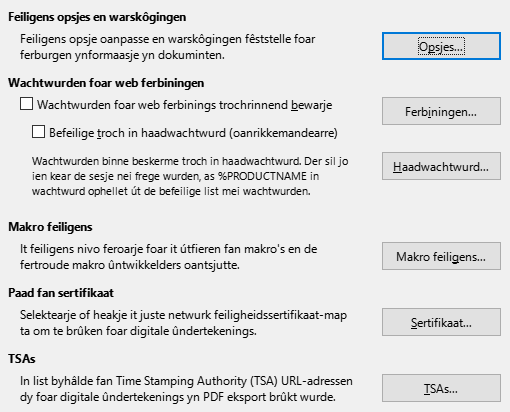 Feiligens opsjes en warskôgingen
Feiligens opsje oanpasse en warskôgingen fêststelle foar
ferburgen ynformaasje yn dokuminten.
Opsjes...
Wachtwurden foar web ferbiningen
Wachtwurden foar web ferbinings trochrinnend bewarje
Ferbiningen...
Befeilige troch in haadwachtwurd (oanrikkemandearre)
Wachtwurden binne beskerme troch in haadwachtwurd. Der sil jo
ien kear de sesje nei frege wurden, as %PRODUCTNAME in
wachtwurd ophellet út de befeilige list mei wachtwurden.
Haadwachtwurd...
Makro feiligens
It feiligens nivo feroarje foar it útfieren fan makro's en de
fertroude makro ûntwikkelders oantsjutte.
Makro feiligens...
Paad fan sertifikaat
Selektearje of heakje it juste netwurk feiligheidssertifikaat-map
ta om te brûken foar digitale ûndertekenings.
Sertifikaat...
TSAs
In list byhâlde fan Time Stamping Authority (TSA) URL-adressen
dy foar digitale ûndertekenings yn PDF eksport brûkt wurde.
TSAs...